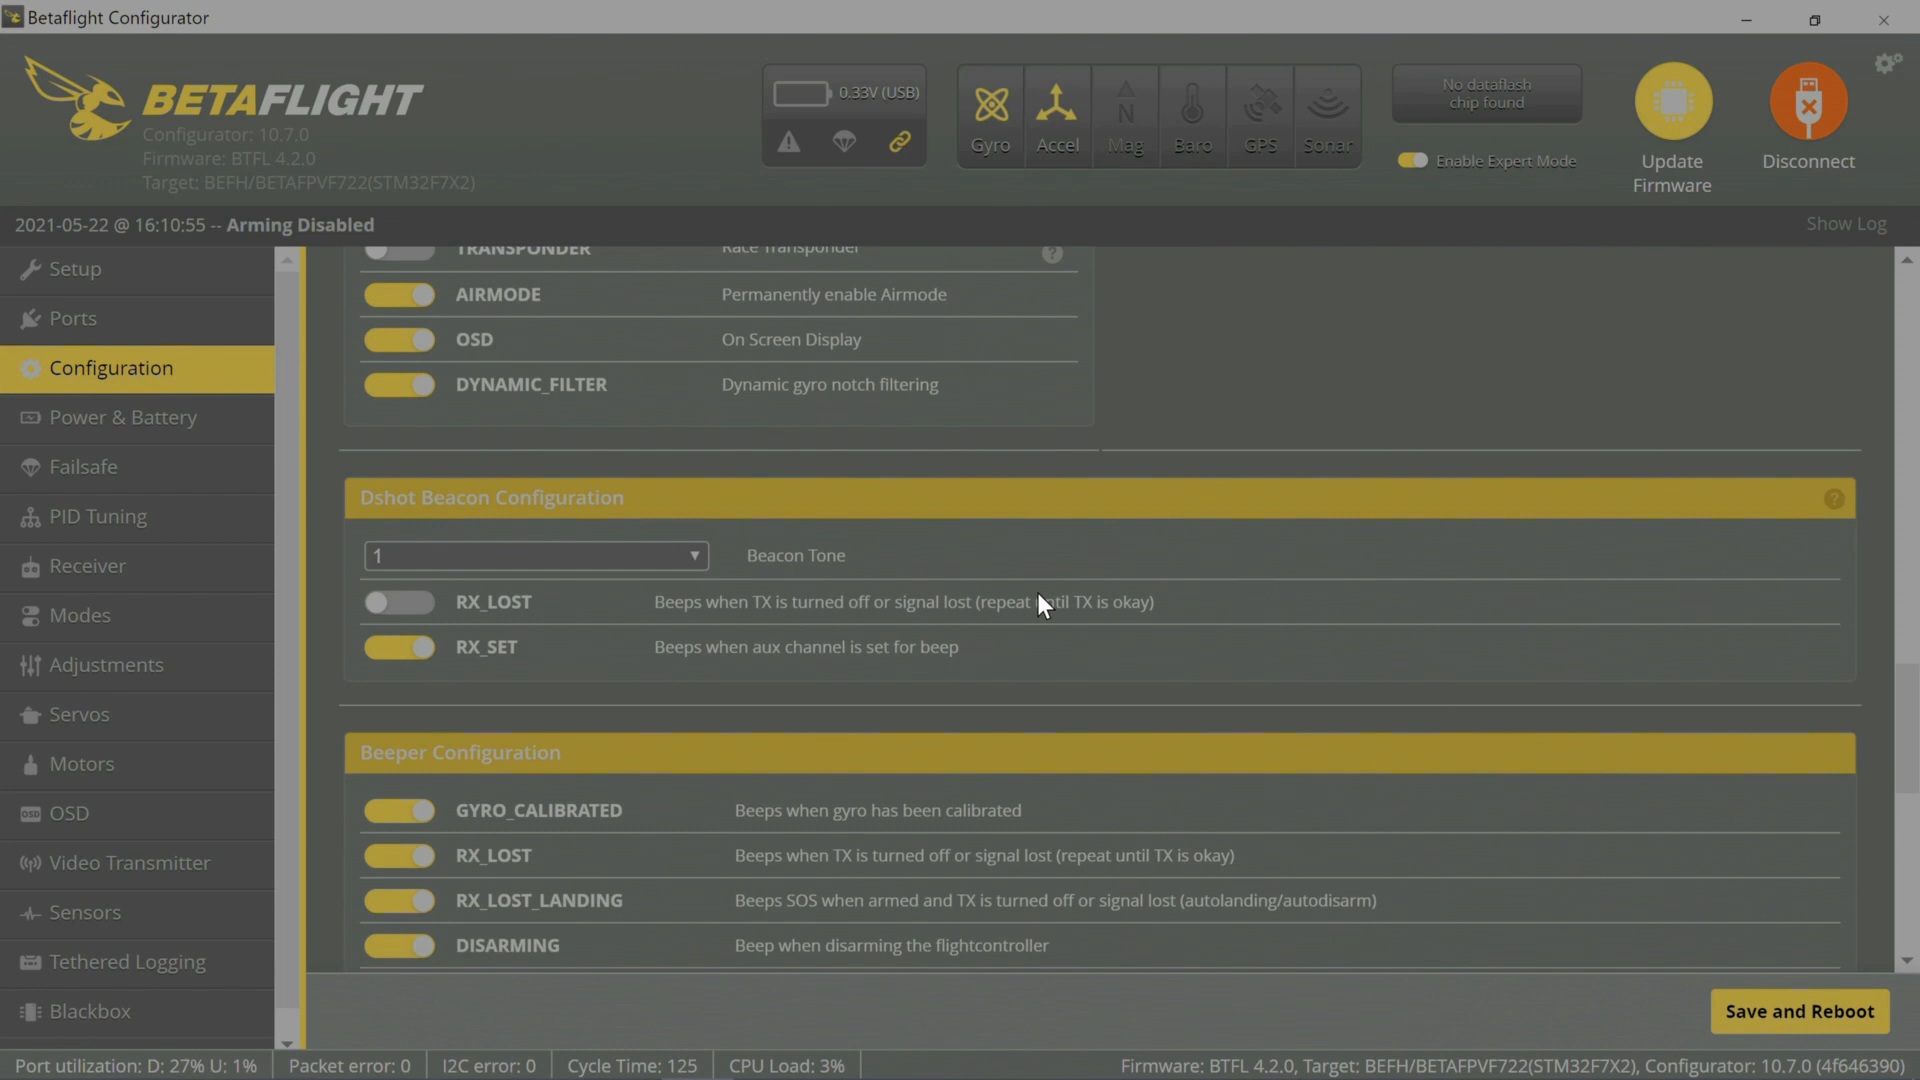 Betaflight Configurator
BETAFLIGHT
Configurator: 10.7.0
Firmware: BTFL 4.2.0
Target: BEFH/BETAFPVF722(STM32F7X2)
0.33V (USB)
Gyro
Accel
Mag
Baro
GPS
Sonar
No dataflash
chip found
Enable Expert Mode
Update
Firmware
Disconnect
2021-05-22 @ 16:10:55 -- Arming Disabled
Show Log
Setup
Ports
Configuration
Power & Battery
Failsafe
PID Tuning
Receiver
Modes
Adjustments
Servos
Motors
OSD
Video Transmitter
Sensors
Tethered Logging
Blackbox
TRANSPONDER Race Transponder
AIRMODE Permanently enable Airmode
OSD On Screen Display
DYNAMIC_FILTER Dynamic gyro notch filtering
Dshot Beacon Configuration
1 Beacon Tone
RX_LOST Beeps when TX is turned off or signal lost (repeat until TX is okay)
RX_SET Beeps when aux channel is set for beep
Beeper Configuration
GYRO_CALIBRATED Beeps when gyro has been calibrated
RX_LOST Beeps when TX is turned off or signal lost (repeat until TX is okay)
RX_LOST_LANDING Beeps SOS when armed and TX is turned off or signal lost (autolanding/autodisarm)
DISARMING Beep when disarming the flightcontroller
Save and Reboot
Port utilization: D: 27% U: 1%
Packet error: 0
I2C error: 0
Cycle Time: 125
CPU Load: 3%
Firmware: BTFL 4.2.0, Target: BEFH/BETAFPVF722(STM32F7X2), Configurator: 10.7.0 (4f646390)